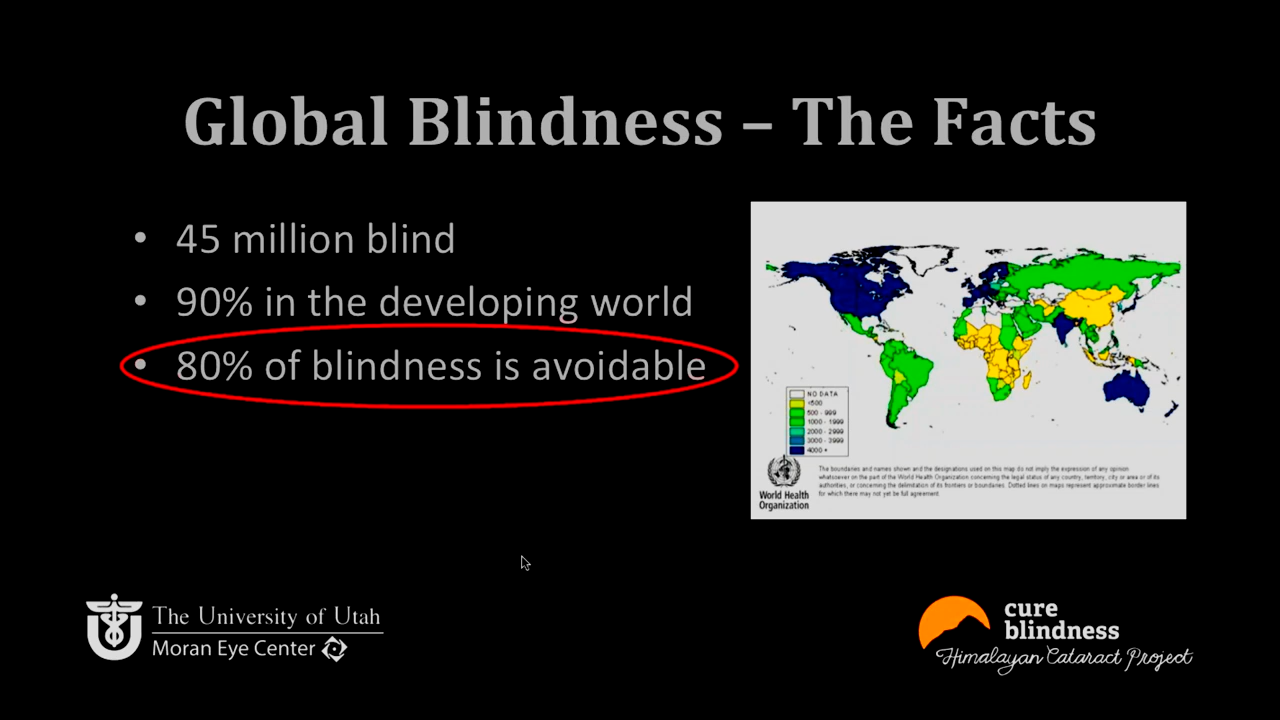 Global Blindness – The Facts
• 45 million blind
• 90% in the developing world
• 80% of blindness is avoidable
NO DATA
<500
500 - 999
1000 - 1999
2000 - 2999
3000 - 3999
4000 +
World Health
Organization
The boundaries and names shown and the designations used on this map do not imply the expression of any opinion
whatsoever on the part of the World Health Organization concerning the legal status of any country, territory, city or area or of its
authorities, or concerning the delimitation of its frontiers or boundaries. Dotted lines on maps represent approximate border lines
for which there may not yet be full agreement.
The University of Utah
Moran Eye Center
cure
blindness
Himalayan Cataract Project